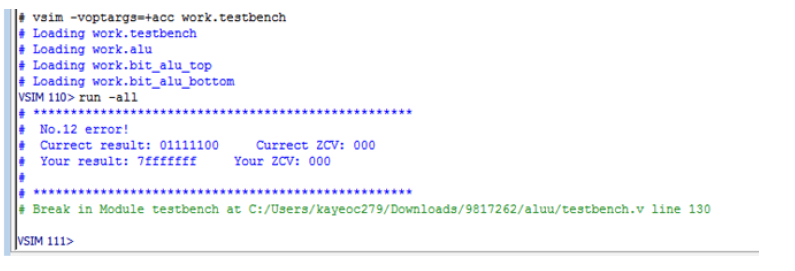 # vsim -voptargs=+acc work.testbench
# Loading work.testbench
# Loading work.alu
# Loading work.bit_alu_top
# Loading work.bit_alu_bottom
VSIM 110> run -all
# ***************************************************
#  No.12 error!
#  Currect result: 01111100     Currect ZCV: 000
#  Your result: 7fffffff     Your ZCV: 000
#
# ***************************************************
# Break in Module testbench at C:/Users/kayeoc279/Downloads/9817262/aluu/testbench.v line 130
VSIM 111>